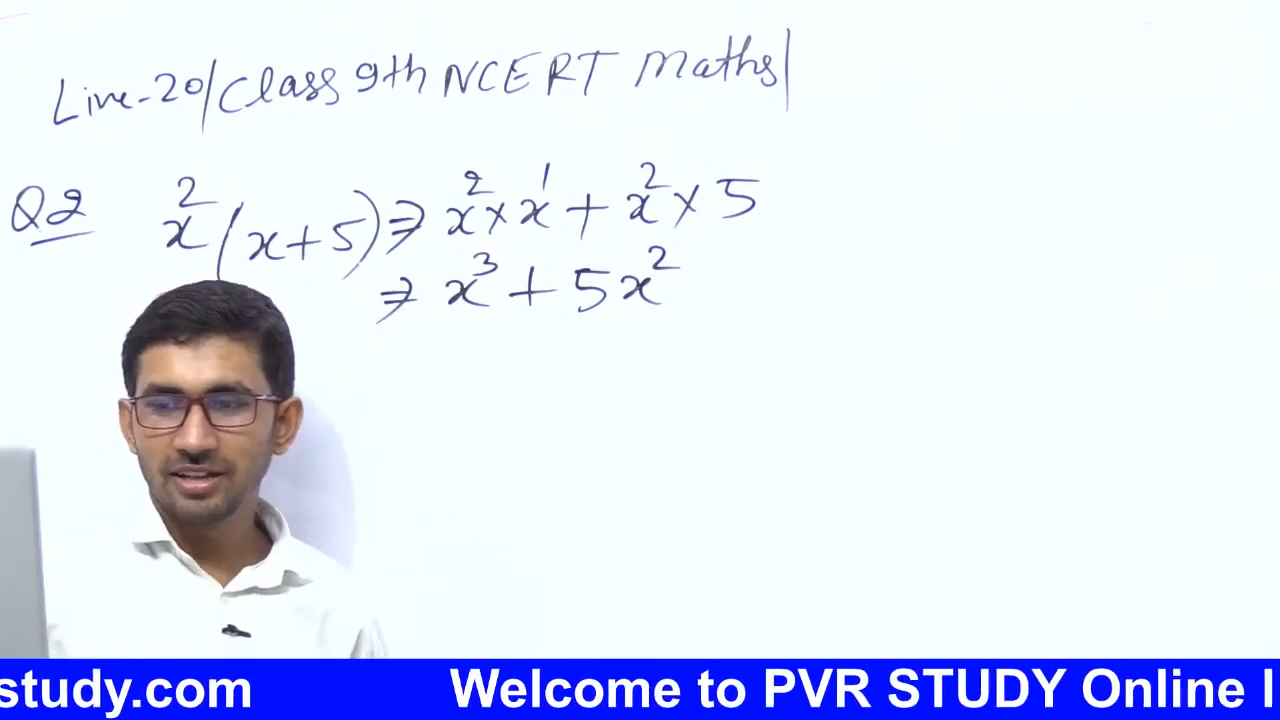 Live-20/Class 9th NCERT Maths/
Q2 x²(x+5) ⇒ x² × x¹ + x² × 5
⇒ x³ + 5x²
study.com Welcome to PVR STUDY Online